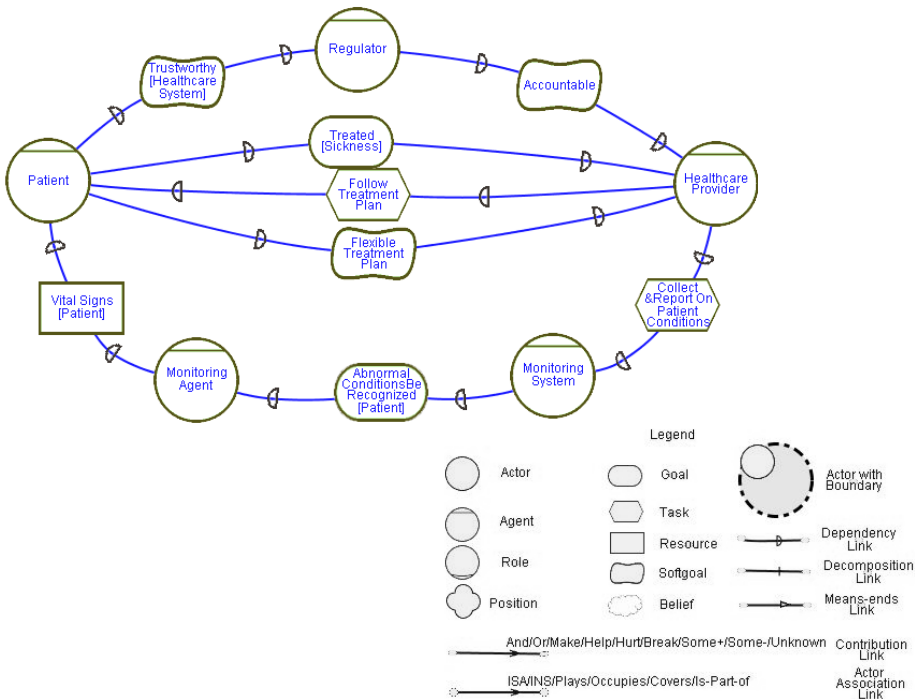 Regulator
Trustworthy
[Healthcare
System]
Accountable
Treated
[Sickness]
Patient
Follow
Treatment
Plan
Healthcare
Provider
Flexible
Treatment
Plan
Vital Signs
[Patient]
Collect
&Report On
Patient
Conditions
Monitoring
Agent
Abnormal
ConditionsBe
Recognized
[Patient]
Monitoring
System
Legend
Actor
Goal
Actor with
Boundary
Agent
Task
Resource
Dependency
Link
Role
Softgoal
Decomposition
Link
Position
Belief
Means-ends
Link
And/Or/Make/Help/Hurt/Break/Some+/Some-/Unknown
Contribution
Link
ISA/INS/Plays/Occupies/Covers/Is-Part-of
Actor
Association
Link